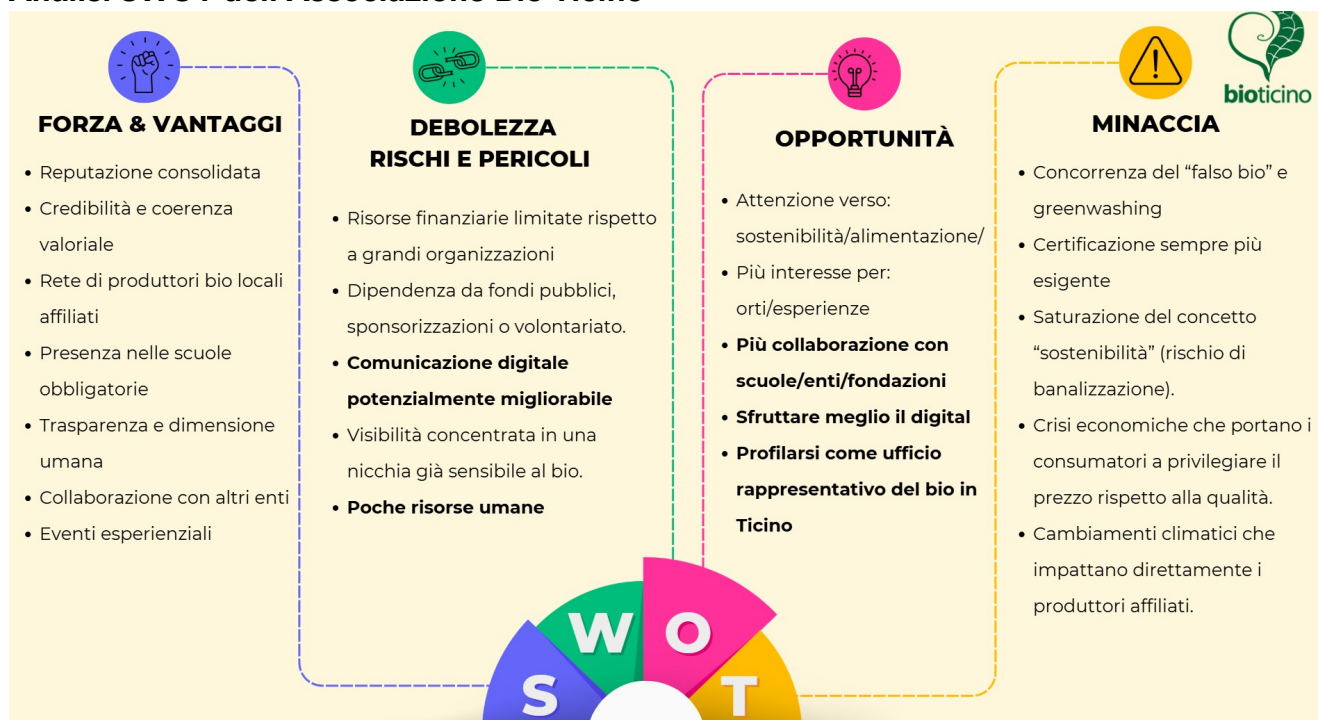 Analisi SWOT dell'Associazione Bio Ticino
bioticino
FORZA & VANTAGGI
• Reputazione consolidata
• Credibilità e coerenza
valoriale
• Rete di produttori bio locali
affiliati
• Presenza nelle scuole
obbligatorie
• Trasparenza e dimensione
umana
• Collaborazione con altri enti
• Eventi esperienziali
DEBOLEZZA
RISCHI E PERICOLI
• Risorse finanziarie limitate rispetto
a grandi organizzazioni
• Dipendenza da fondi pubblici,
sponsorizzazioni o volontariato.
• Comunicazione digitale
potenzialmente migliorabile
• Visibilità concentrata in una
nicchia già sensibile al bio.
• Poche risorse umane
OPPORTUNITÀ
• Attenzione verso:
sostenibilità/alimentazione/
• Più interesse per:
orti/esperienze
• Più collaborazione con
scuole/enti/fondazioni
• Sfruttare meglio il digital
• Profilarsi come ufficio
rappresentativo del bio in
Ticino
MINACCIA
• Concorrenza del “falso bio” e
greenwashing
• Certificazione sempre più
esigente
• Saturazione del concetto
“sostenibilità” (rischio di
banalizzazione).
• Crisi economiche che portano i
consumatori a privilegiare il
prezzo rispetto alla qualità.
• Cambiamenti climatici che
impattano direttamente i
produttori affiliati.
S W O T